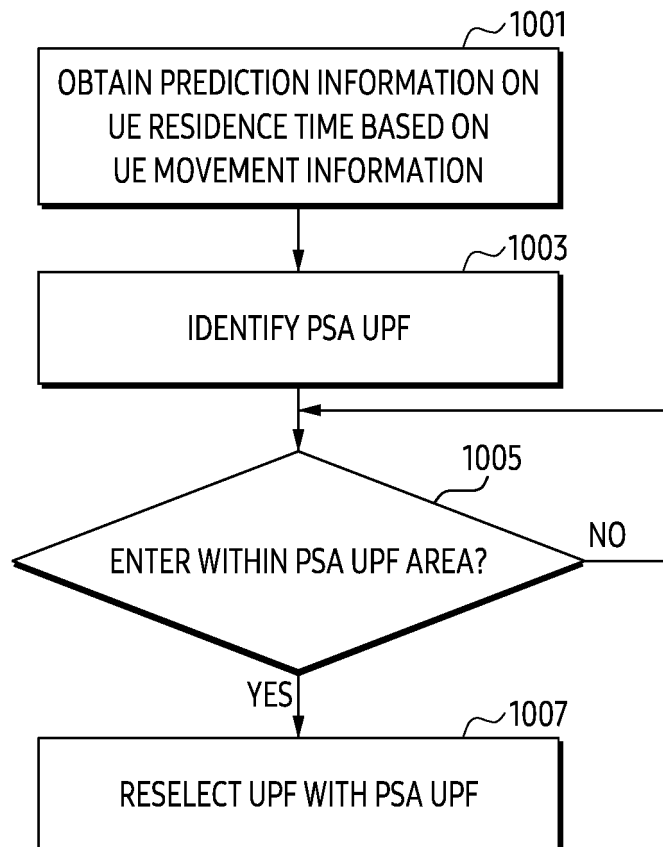 1001
OBTAIN PREDICTION INFORMATION ON
UE RESIDENCE TIME BASED ON
UE MOVEMENT INFORMATION
1003
IDENTIFY PSA UPF
1005
ENTER WITHIN PSA UPF AREA?
NO
YES
1007
RESELECT UPF WITH PSA UPF